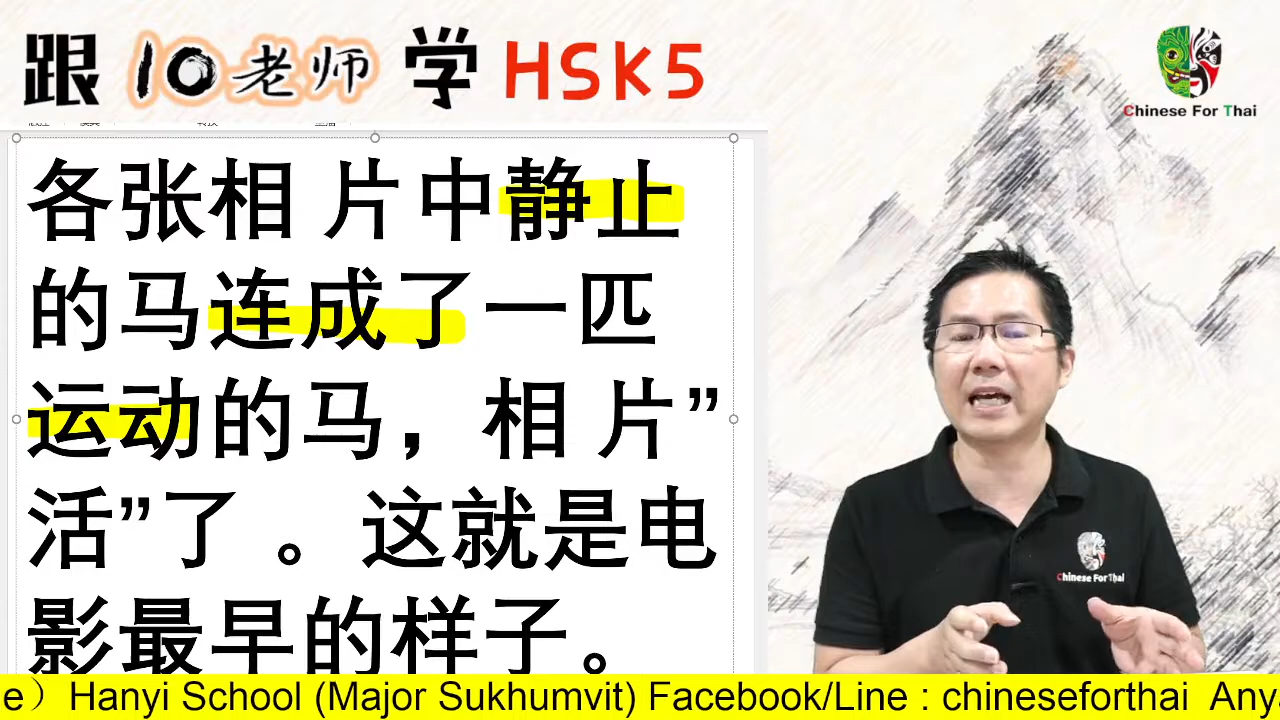 跟10老师学HSK5
Chinese For Thai
各张相 片中静止
的马连成了一匹
运动的马，相 片”
活”了 。这就是电
影最早的样子。
Chinese For Thai
e）Hanyi School (Major Sukhumvit) Facebook/Line : chineseforthai Any